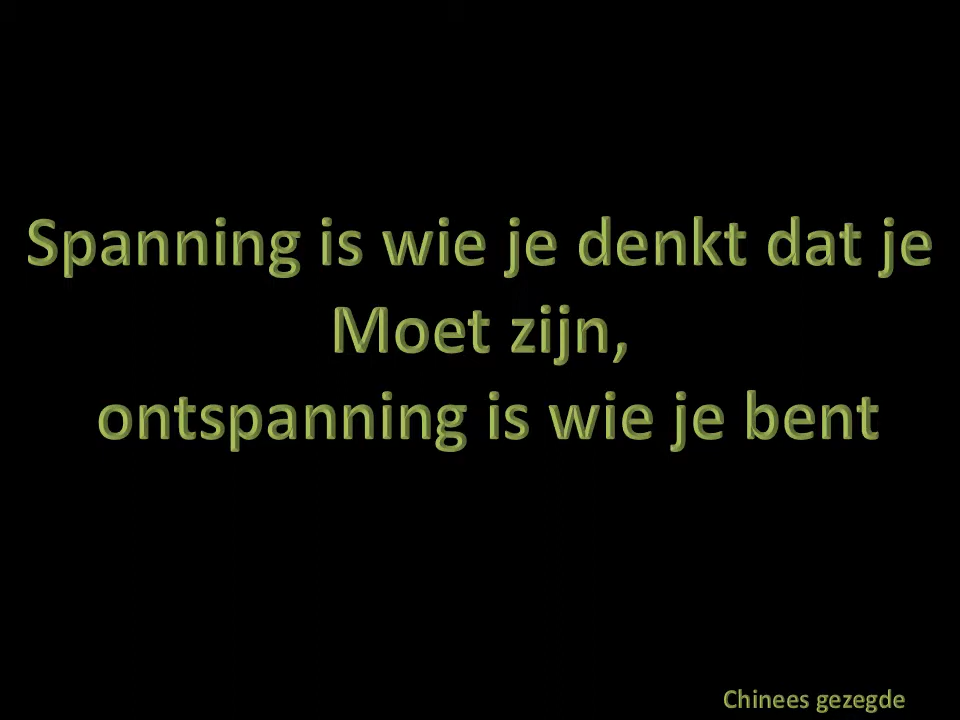 Spanning is wie je denkt dat je
Moet zijn,
ontspanning is wie je bent
Chinees gezegde